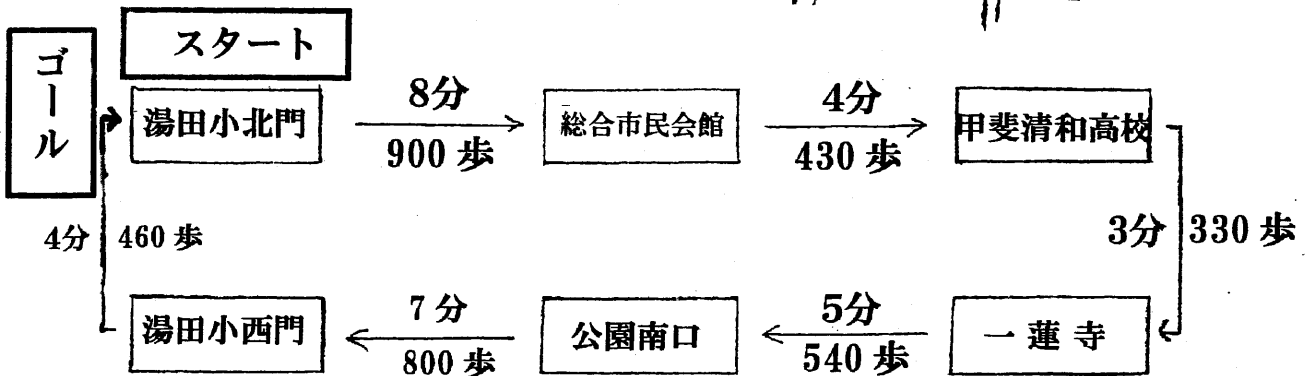 スタート
ゴール
湯田小北門
8分
900 歩
総合市民会館
4分
430 歩
甲斐清和高校
3分
330 歩
一蓮寺
5分
540 歩
公園南口
7分
800 歩
湯田小西門
4分
460 歩